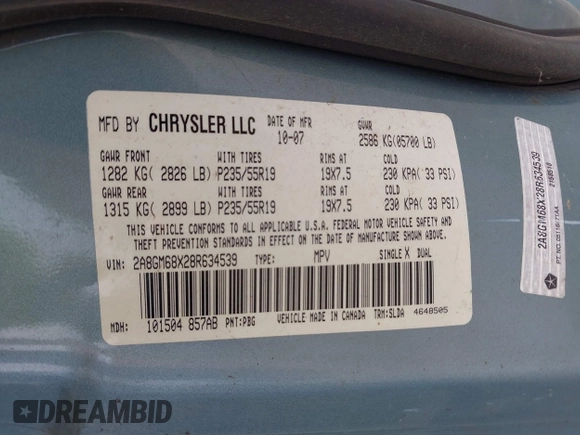 MFD BY CHRYSLER LLC DATE OF MFR 10-07 GVWR 2586 KG(05700 LB)
GAWR FRONT WITH TIRES RIMS AT COLD
1282 KG( 2826 LB) P235/55R19 19X7.5 230 KPA( 33 PSI)
GAWR REAR WITH TIRES RIMS AT COLD
1315 KG( 2899 LB) P235/55R19 19X7.5 230 KPA( 33 PSI)
THIS VEHICLE CONFORMS TO ALL APPLICABLE U.S.A. FEDERAL MOTOR VEHICLE SAFETY, BUMPER, AND
THEFT PREVENTION STANDARDS IN EFFECT ON THE DATE OF MANUFACTURE SHOWN ABOVE.
VIN: 2A8GM68X28R634539 TYPE: MPV SINGLE X DUAL
MDH: 101504 857AB PNT:PBG VEHICLE MADE IN CANADA TRM:SLDA 4648505
2A8GM68X28R634539
DREAMBID